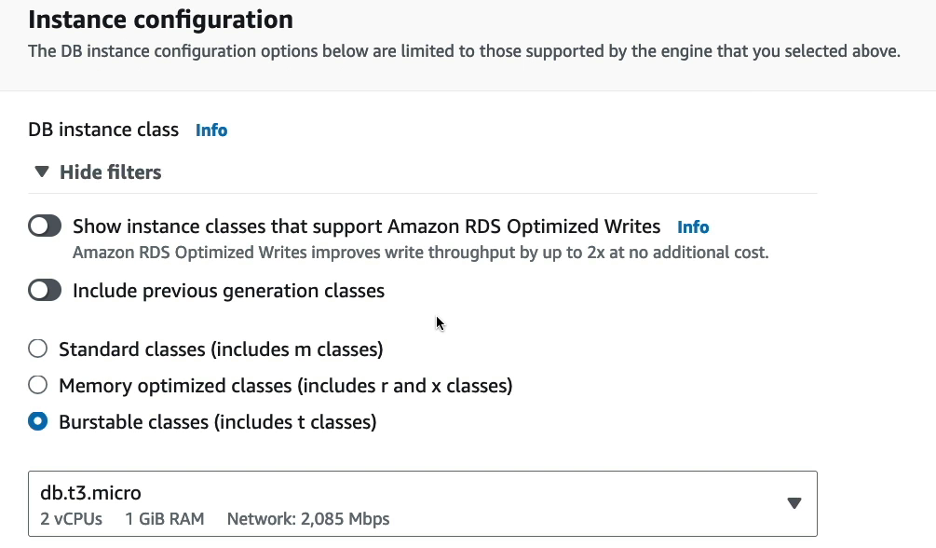 Instance configuration
The DB instance configuration options below are limited to those supported by the engine that you selected above.
DB instance class Info
Hide filters
Show instance classes that support Amazon RDS Optimized Writes Info
Amazon RDS Optimized Writes improves write throughput by up to 2x at no additional cost.
Include previous generation classes
Standard classes (includes m classes)
Memory optimized classes (includes r and x classes)
Burstable classes (includes t classes)
db.t3.micro
2 vCPUs 1 GiB RAM Network: 2,085 Mbps